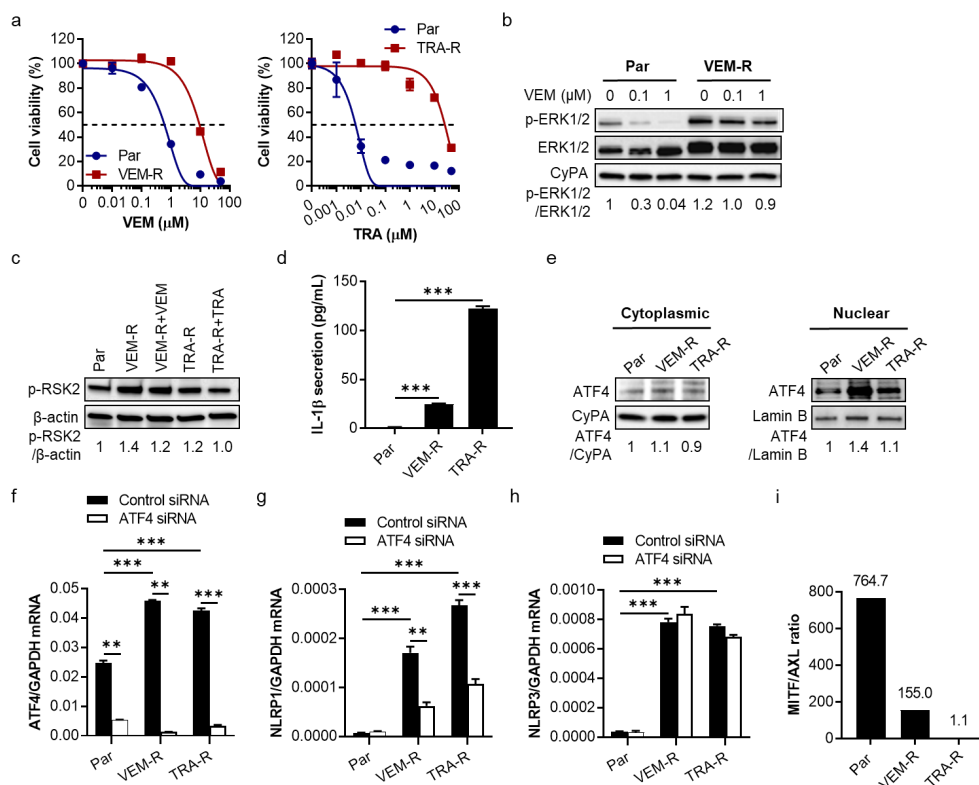 a
Cell viability (%)
120
100
80
60
40
20
0
Par
VEM-R
0
0.1
1
10
100
VEM (μM)
Cell viability (%)
120
100
80
60
40
20
0
Par
TRA-R
0
0.001
0.01
0.1
1
10
100
TRA (μM)
b
Par VEM-R
VEM (μM) 0 0.1 1 0 0.1 1
p-ERK1/2
ERK1/2
CyPA
p-ERK1/2
/ERK1/2 1 0.3 0.04 1.2 1.0 0.9
c
Par VEM-R VEM-R+VEM TRA-R TRA-R+TRA
p-RSK2
β-actin
p-RSK2
/β-actin 1 1.4 1.2 1.2 1.0
d
IL-1β secretion (pg/mL)
150
100
50
0
***
***
Par VEM-R TRA-R
e
Cytoplasmic
Par VEM-R TRA-R
ATF4
CyPA
ATF4
/CyPA 1 1.1 0.9
Nuclear
Par VEM-R TRA-R
ATF4
Lamin B
ATF4
/Lamin B 1 1.4 1.1
f
Control siRNA
ATF4 siRNA
ATF4/GAPDH mRNA
0.05
0.04
0.03
0.02
0.01
0.00
***
***
** ** ***
Par VEM-R TRA-R
g
Control siRNA
ATF4 siRNA
NLRP1/GAPDH mRNA
0.0003
0.0002
0.0001
0.0000
***
*** ***
**
Par VEM-R TRA-R
h
Control siRNA
ATF4 siRNA
NLRP3/GAPDH mRNA
0.0010
0.0008
0.0006
0.0004
0.0002
0.0000
***
***
Par VEM-R TRA-R
i
MITF/AXL ratio
800
600
400
200
0
764.7
155.0
1.1
Par VEM-R TRA-R